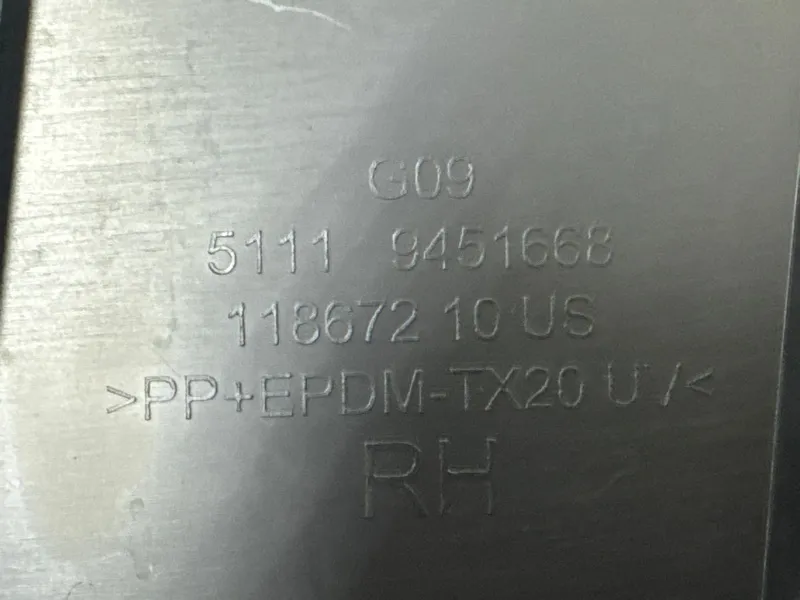 G09
5111 9451668
118672 10 US
>PP+EPDM-TX20
RH